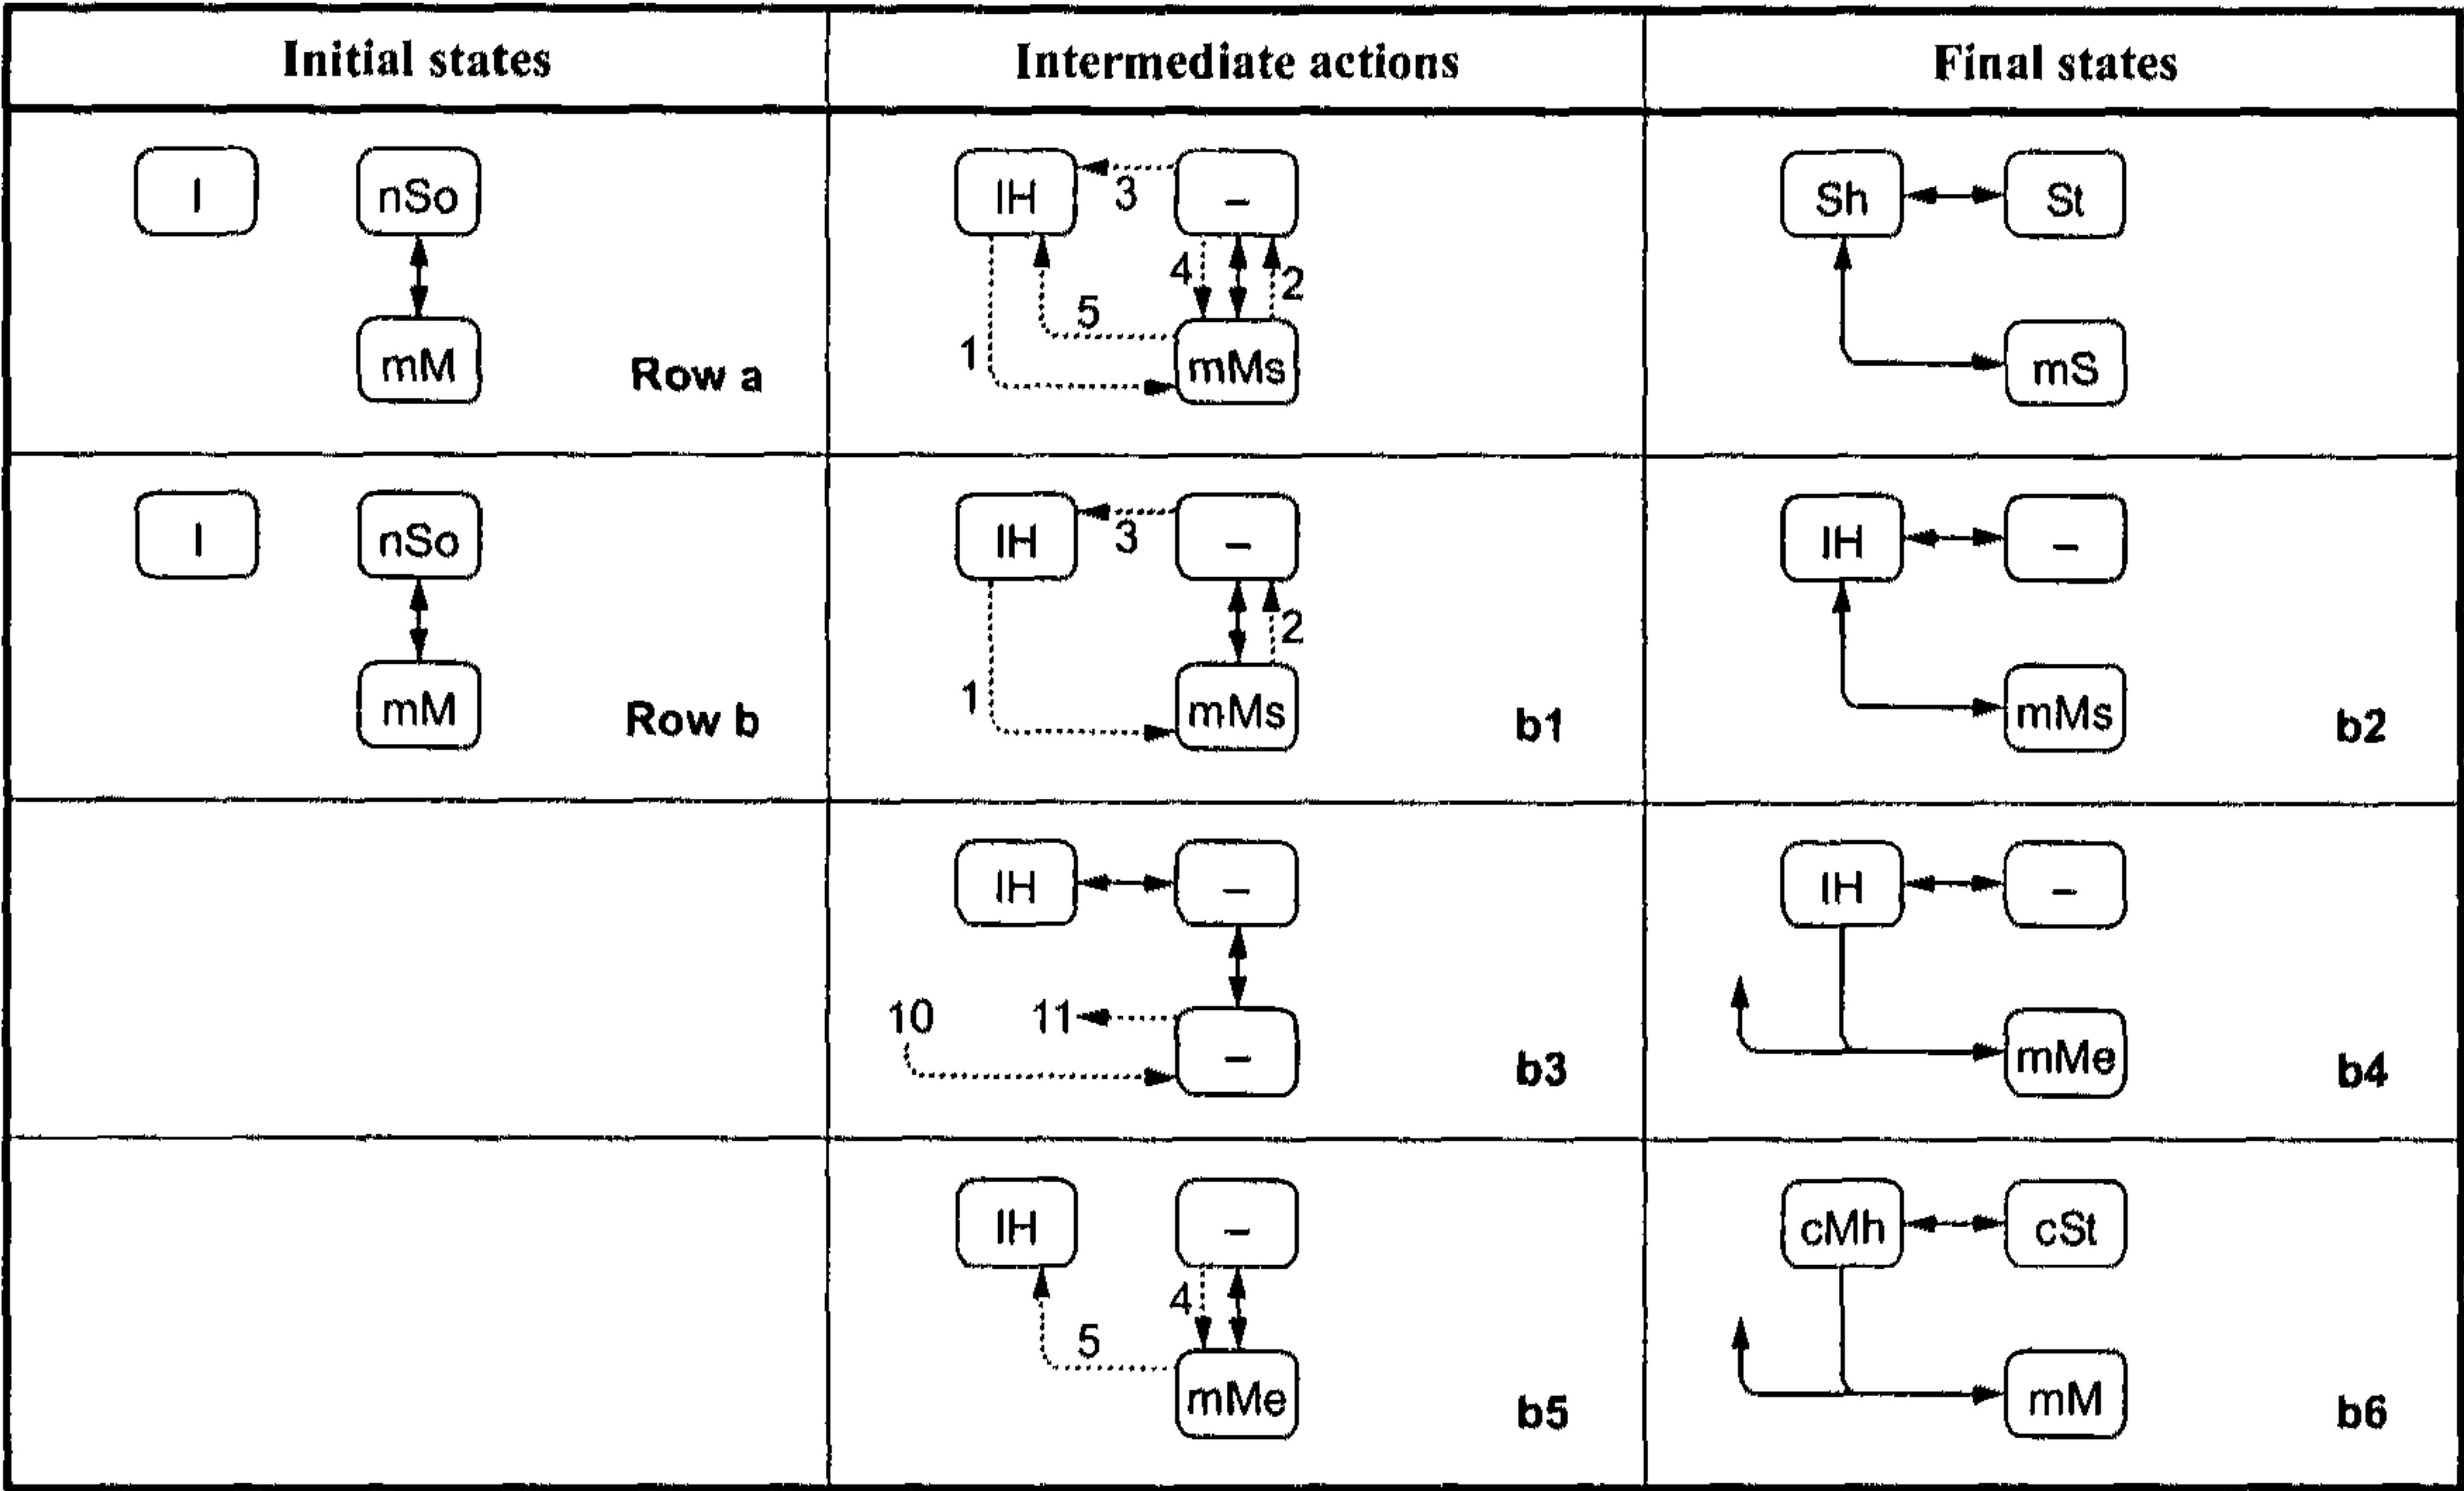 Initial states Intermediate actions Final states
I nSo IH 3 – Sh St
4 2
5
1
mM Row a mMs mS
I nSo IH 3 – IH –
2
1
mM Row b mMs b1 mMs b2
IH – IH –
10 11
– b3 mMe b4
IH – cMh cSt
4
5
mMe b5 mM b6